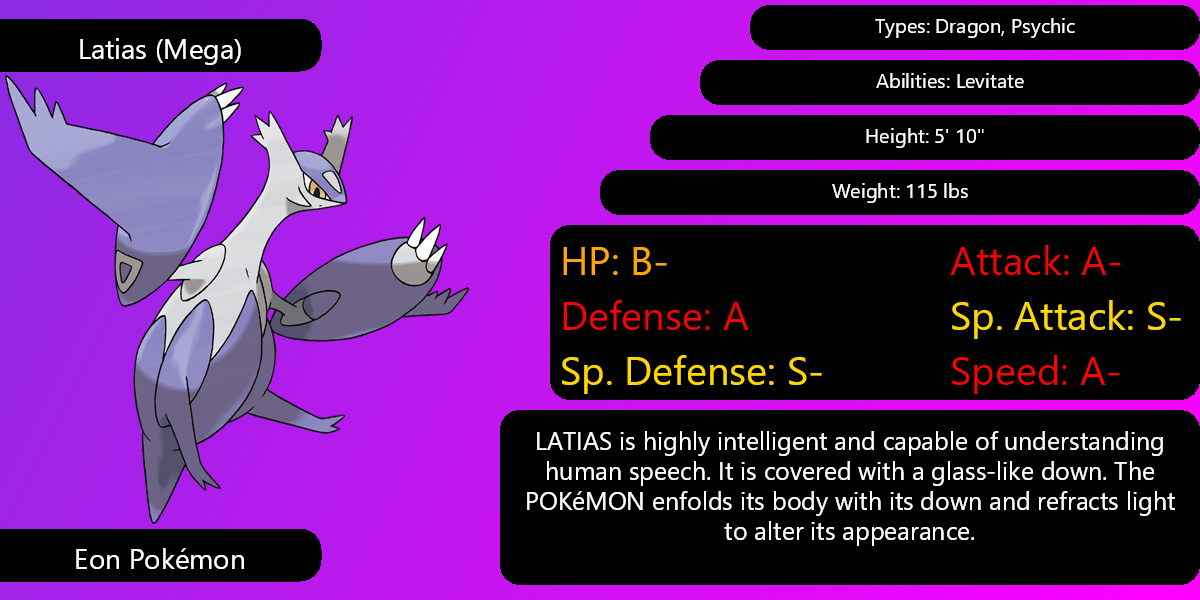 Latias (Mega)
Types: Dragon, Psychic
Abilities: Levitate
Height: 5' 10"
Weight: 115 lbs
HP: B-
Attack: A-
Defense: A
Sp. Attack: S-
Sp. Defense: S-
Speed: A-
LATIAS is highly intelligent and capable of understanding
human speech. It is covered with a glass-like down. The
POKéMON enfolds its body with its down and refracts light
to alter its appearance.
Eon Pokémon